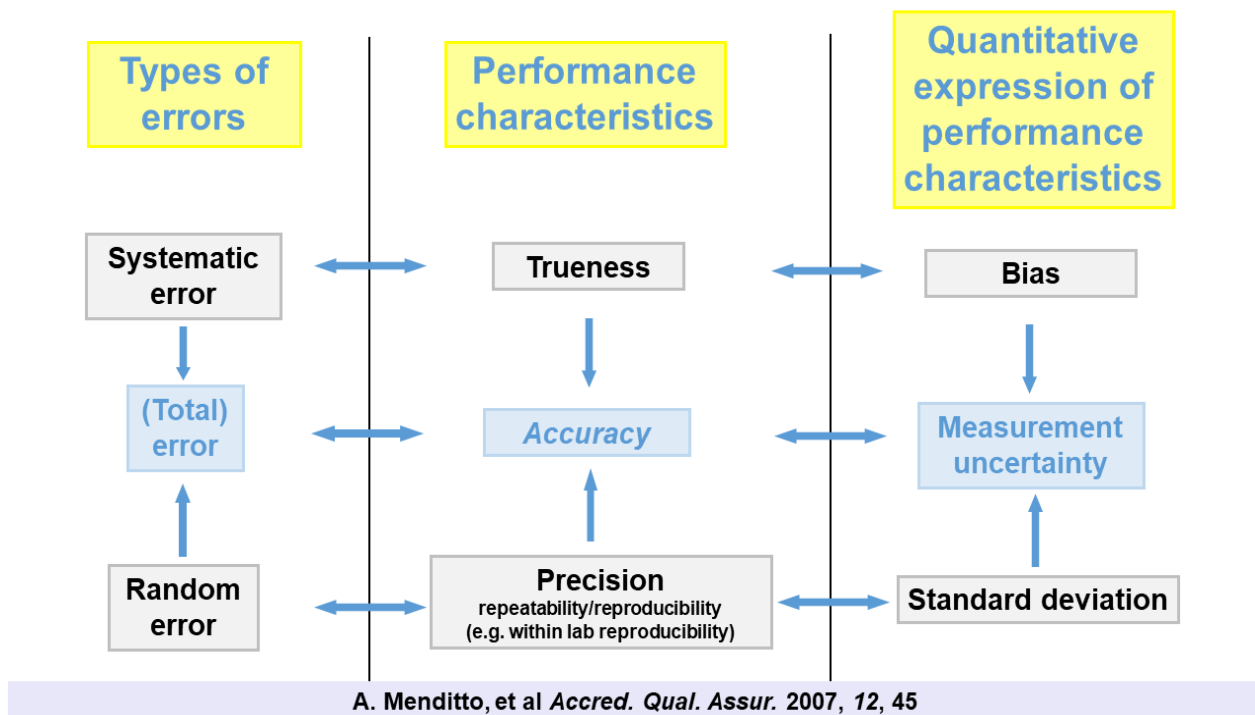 Types of
errors
Performance
characteristics
Quantitative
expression of
performance
characteristics
Systematic
error
Trueness
Bias
(Total)
error
Accuracy
Measurement
uncertainty
Random
error
Precision
repeatability/reproducibility
(e.g. within lab reproducibility)
Standard deviation
A. Menditto, et al Accred. Qual. Assur. 2007, 12, 45